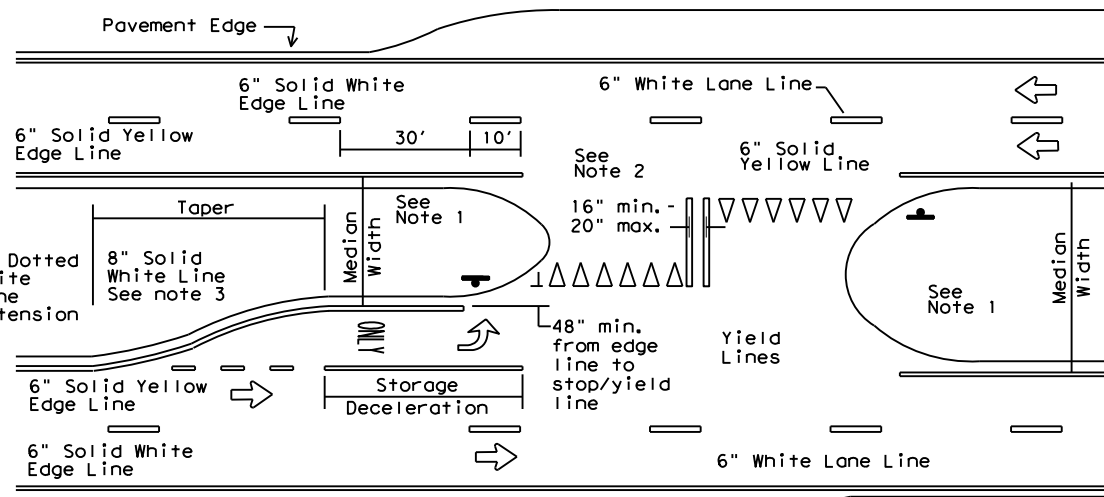 Pavement Edge
6" Solid White
Edge Line
6" White Lane Line
6" Solid Yellow
Edge Line
30'
10'
6" Solid
Yellow Line
See
Note 2
Taper
See
Note 1
16" min.
20" max.
Median
Width
Dotted
ite
ne
tension
8" Solid
White Line
See note 3
Median
Width
See
Note 1
ONLY
48" min.
from edge
line to
stop/yield
line
Yield
Lines
6" Solid Yellow
Edge Line
Storage
Deceleration
6" Solid White
Edge Line
6" White Lane Line